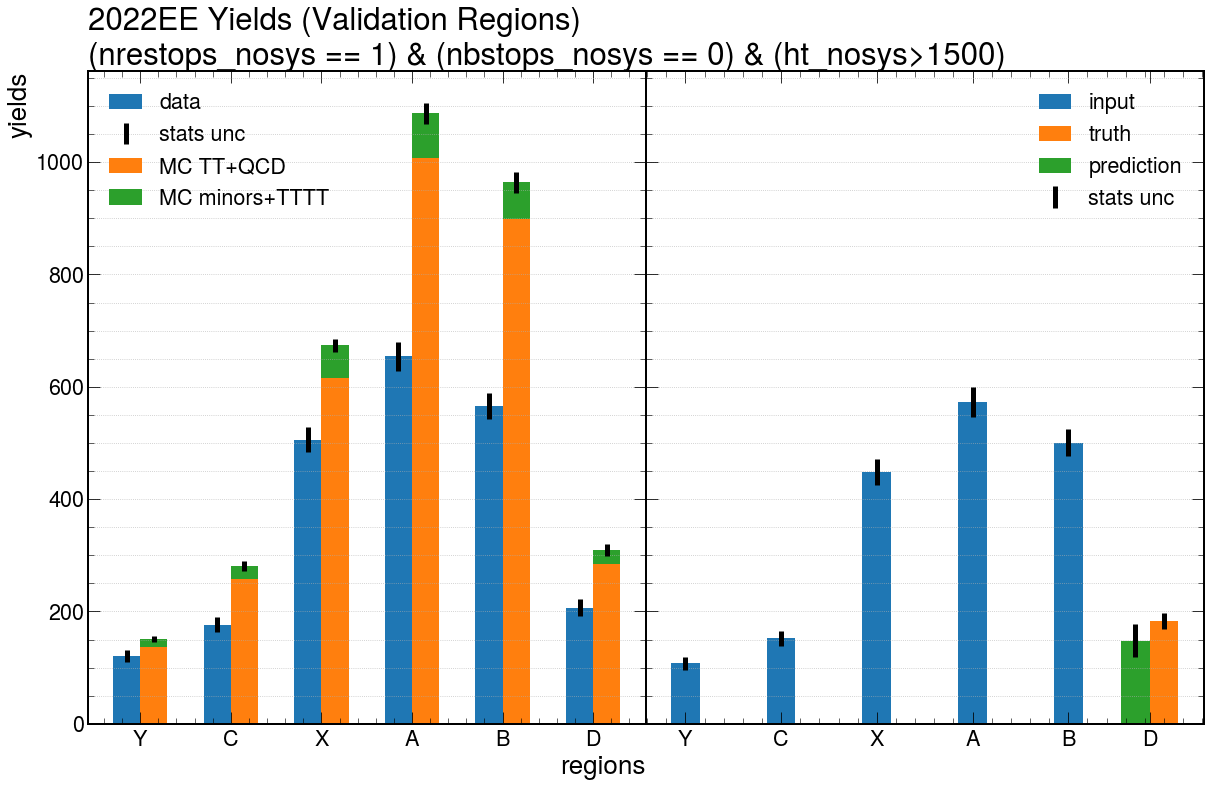 2022EE Yields (Validation Regions)
(nrestops_nosys == 1) & (nbstops_nosys == 0) & (ht_nosys>1500)
yields
data
stats unc
MC TT+QCD
MC minors+TTTT
input
truth
prediction
stats unc
1000
800
600
400
200
0
Y C X A B D
Y C X A B D
regions